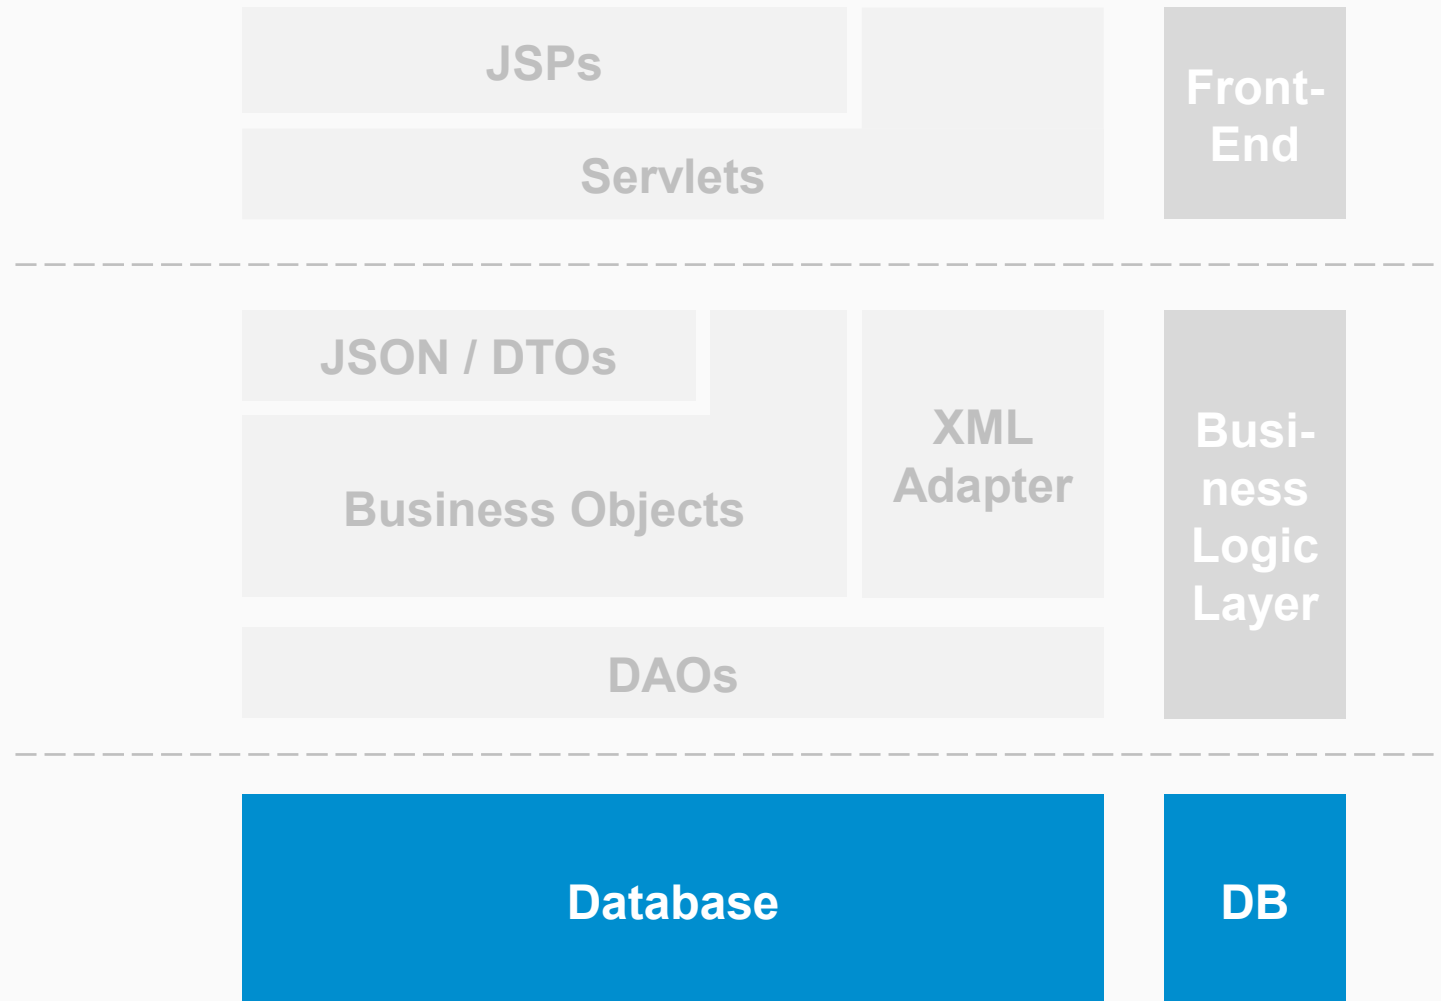 JSPs
Servlets
Front-
End
JSON / DTOs
Business Objects
XML
Adapter
DAOs
Busi-
ness
Logic
Layer
Database
DB